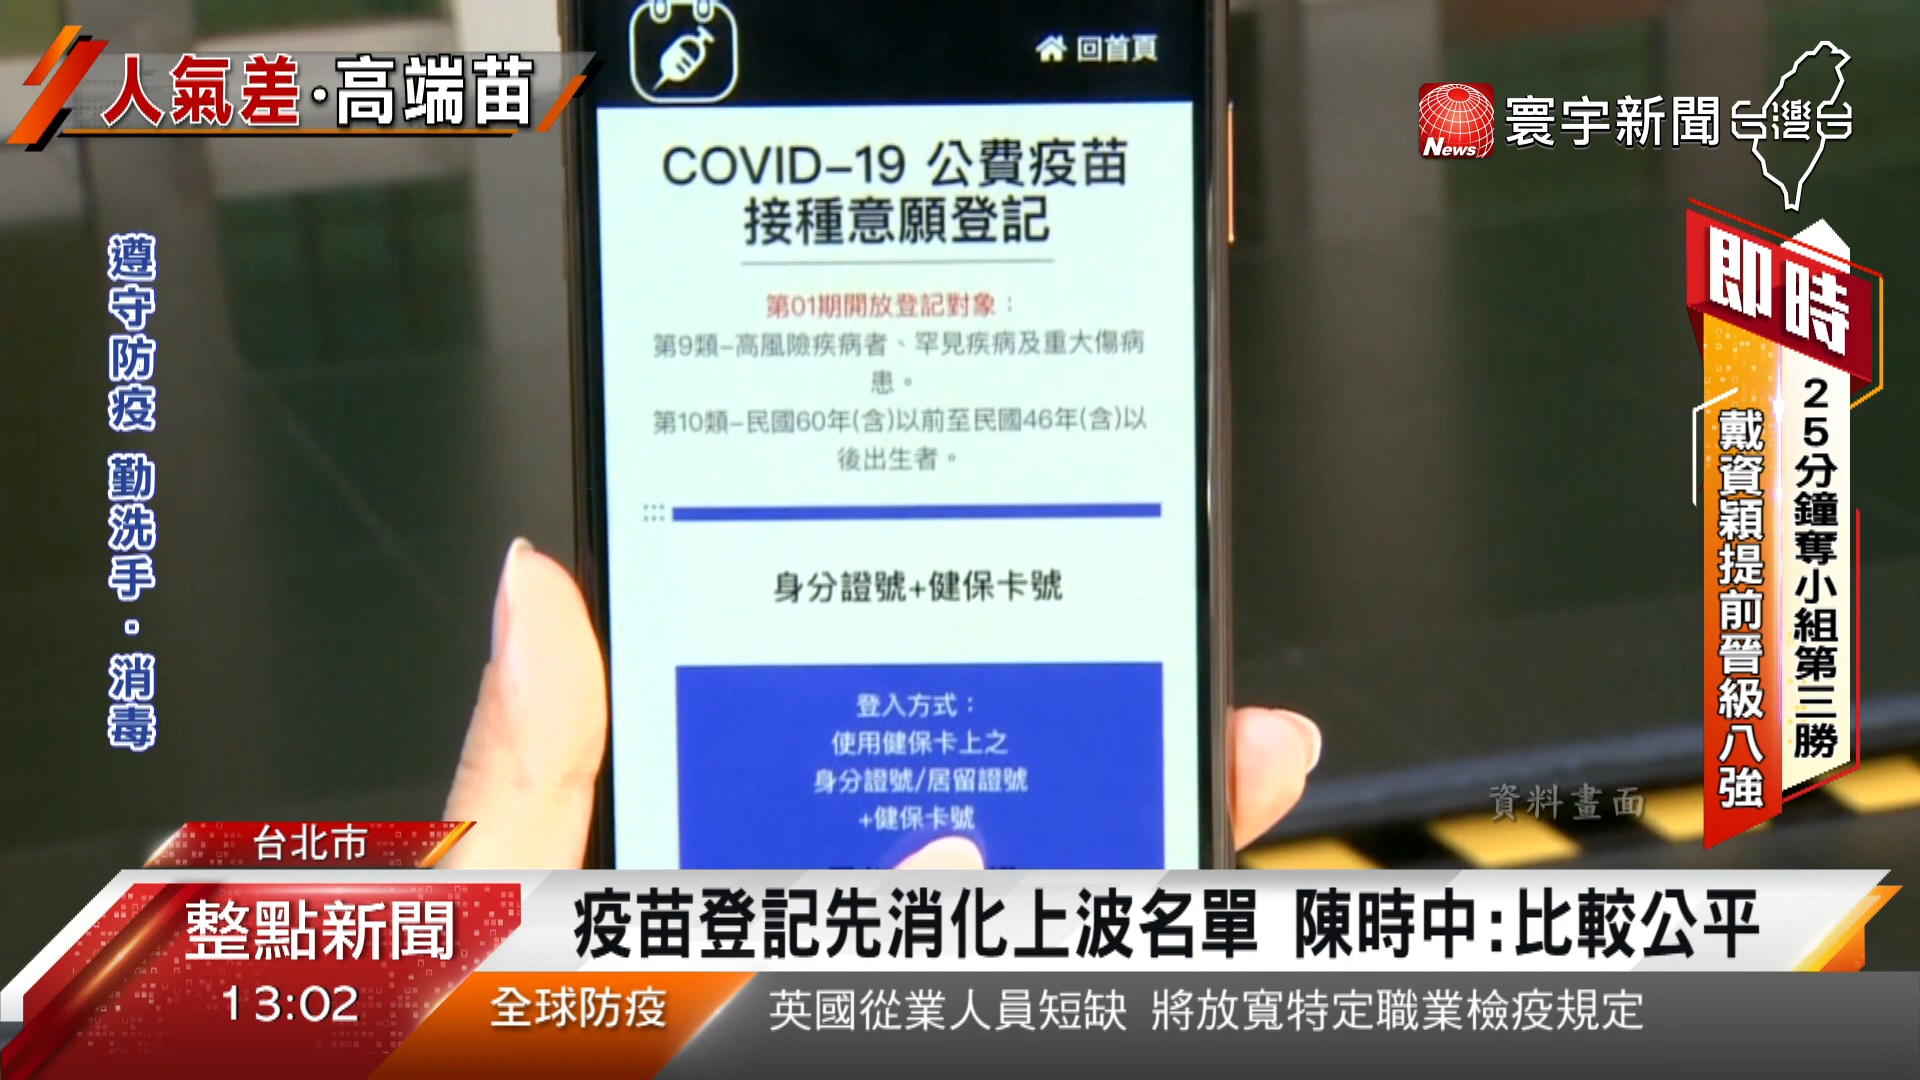 人氣差·高端苗
回首頁
News
寰宇新聞
台灣
COVID-19 公費疫苗
接種意願登記
第01期開放登記對象：
第9類-高風險疾病者、罕見疾病及重大傷病
患。
第10類-民國60年(含)以前至民國46年(含)以
後出生者。
身分證號+健保卡號
登入方式：
使用健保卡上之
身分證號/居留證號
+健保卡號
遵守防疫 勤洗手·消毒
即時
25分鐘奪小組第三勝
戴資穎提前晉級八強
資料畫面
台北市
整點新聞
疫苗登記先消化上波名單 陳時中:比較公平
13:02
全球防疫
英國從業人員短缺 將放寬特定職業檢疫規定